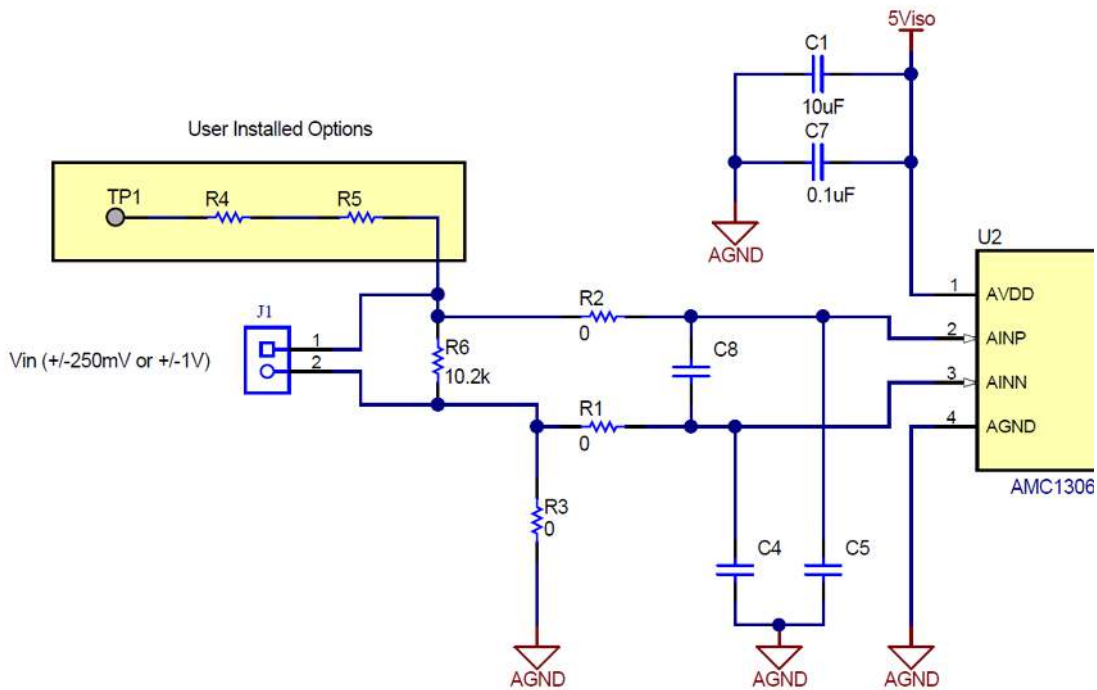 5Viso
C1
10uF
C7
0.1uF
AGND
User Installed Options
TP1
R4
R5
U2
1
AVDD
2
AINP
3
AINN
4
AGND
AMC1306
J1
1
2
Vin (+/-250mV or +/-1V)
R6
10.2k
R2
0
C8
R1
0
R3
0
C4
C5
AGND
AGND
AGND